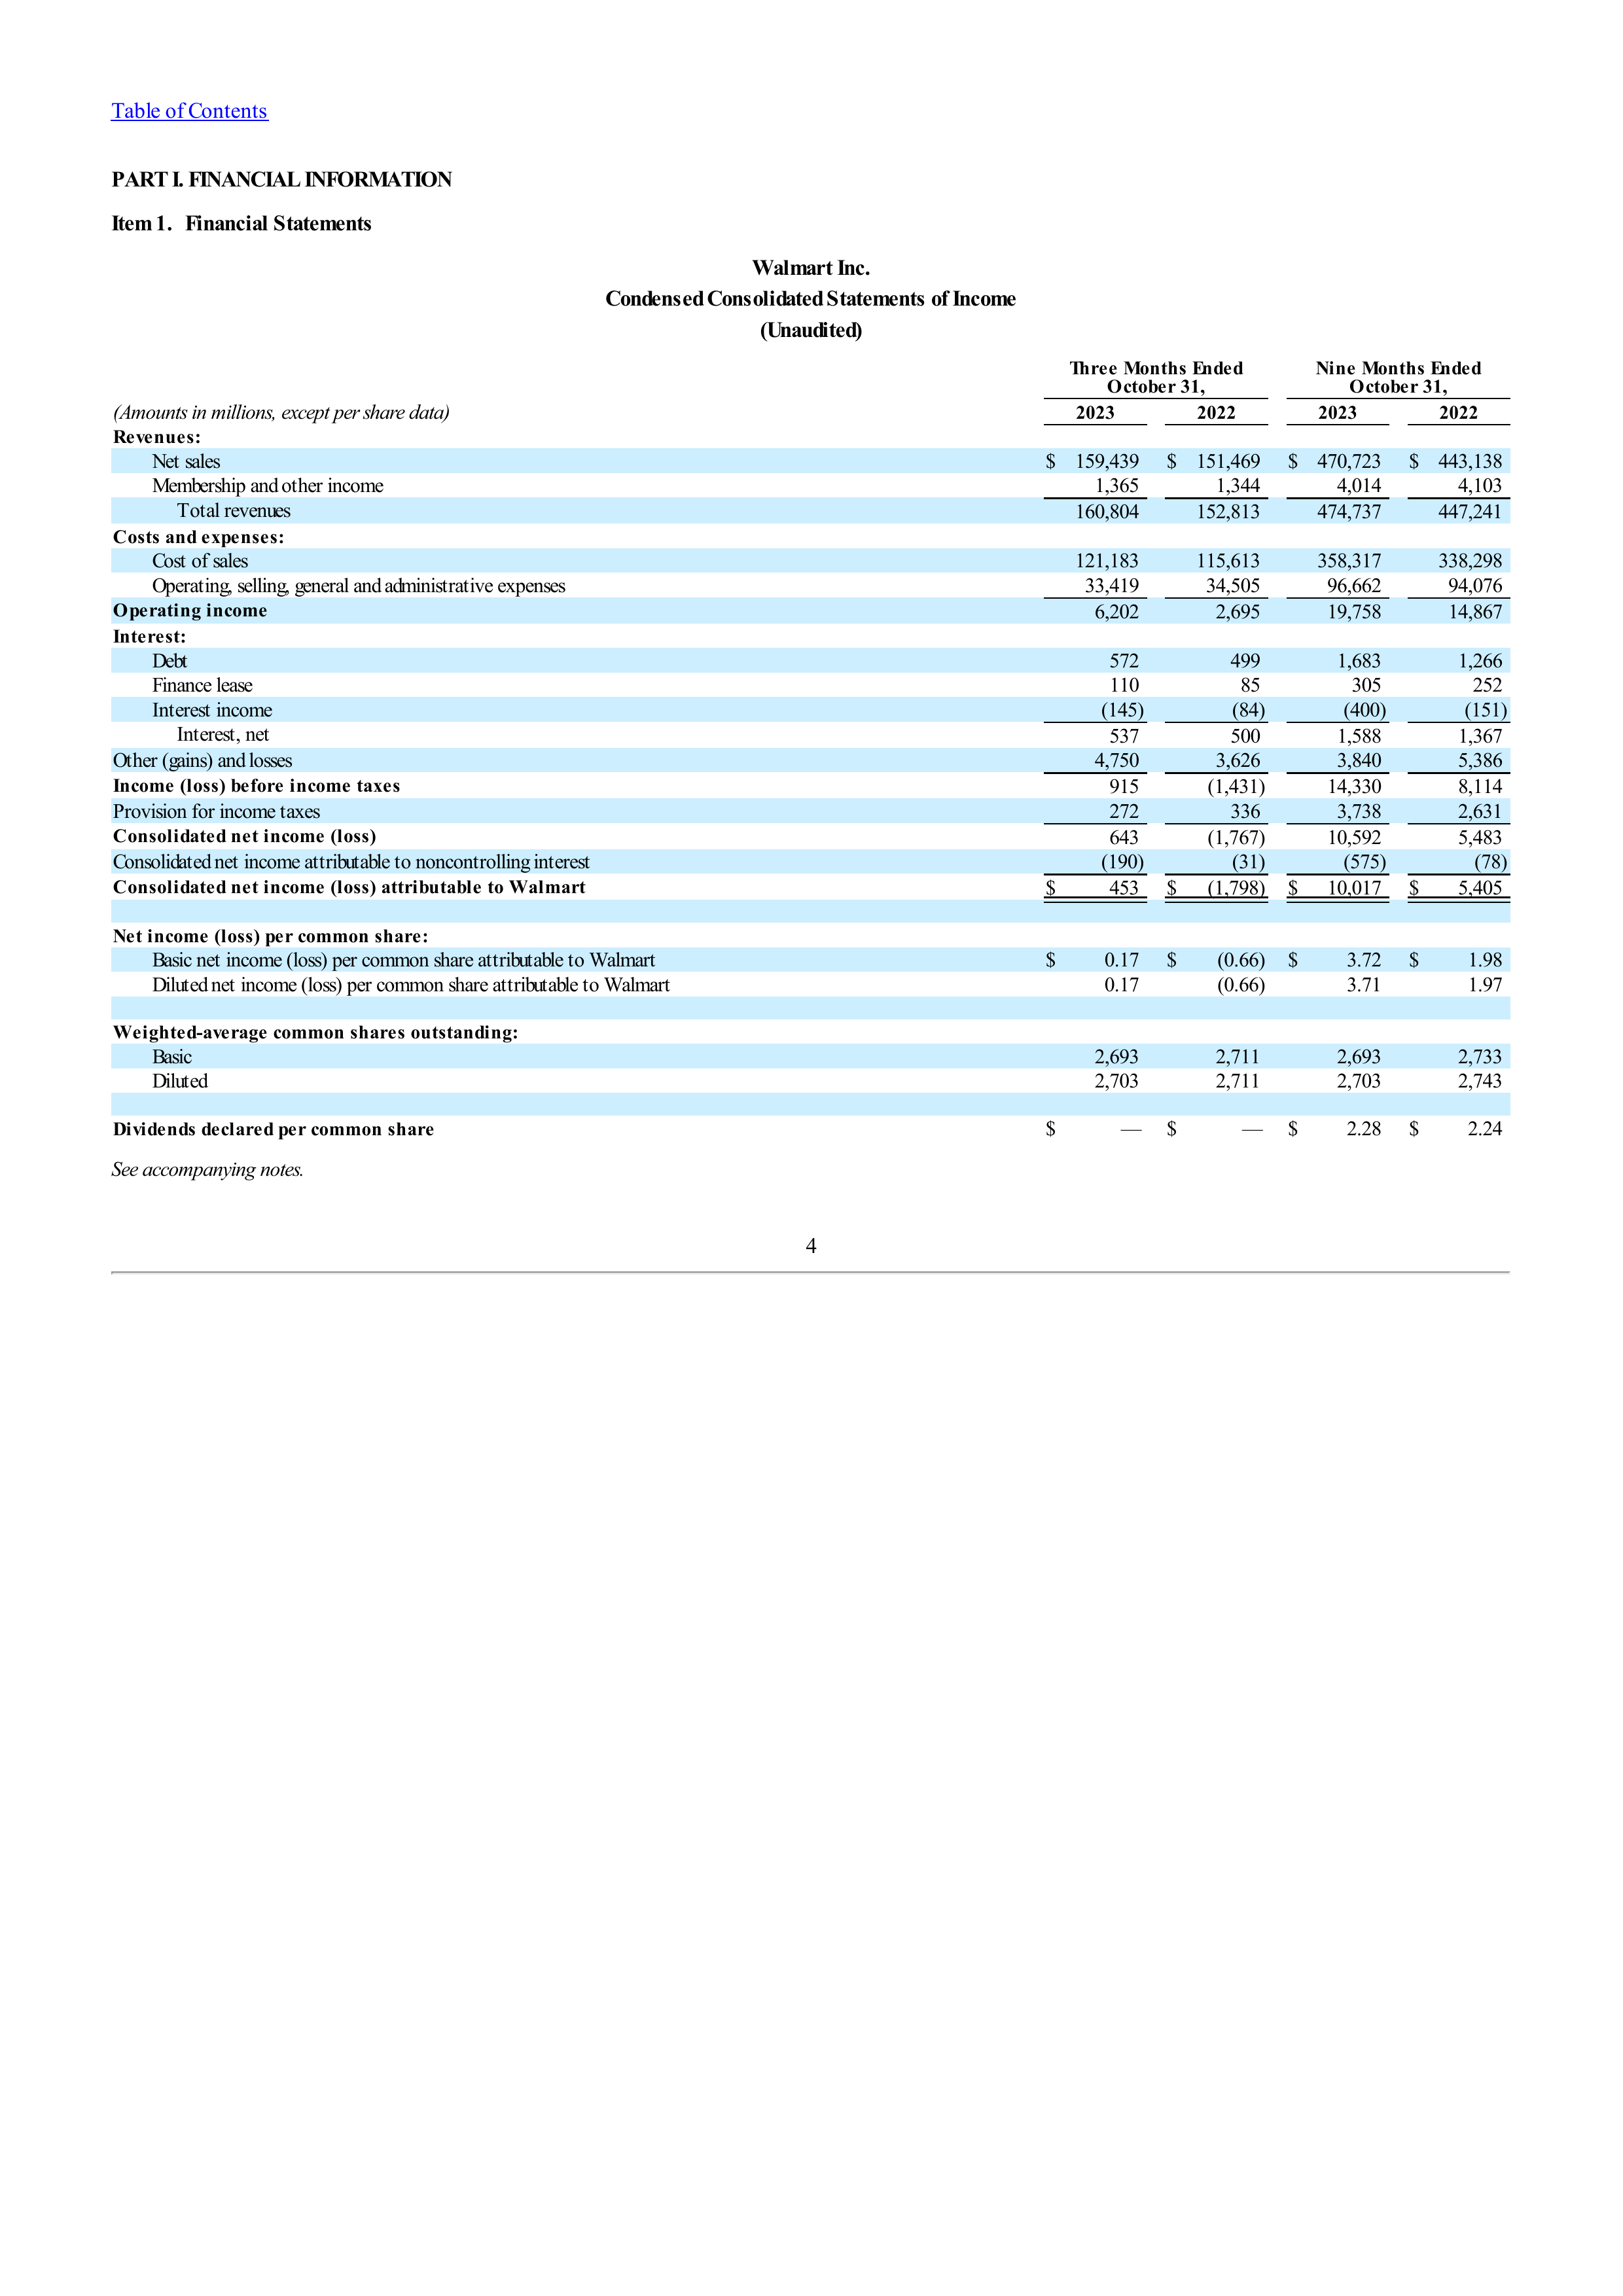 Table of Contents
PART I. FINANCIAL INFORMATION
Item 1. Financial Statements
Walmart Inc.
Condensed Consolidated Statements of Income
(Unaudited)
Three Months Ended October 31, Nine Months Ended October 31,
(Amounts in millions, except per share data) 2023 2022 2023 2022
Revenues:
Net sales $ 159,439 $ 151,469 $ 470,723 $ 443,138
Membership and other income 1,365 1,344 4,014 4,103
Total revenues 160,804 152,813 474,737 447,241
Costs and expenses:
Cost of sales 121,183 115,613 358,317 338,298
Operating, selling, general and administrative expenses 33,419 34,505 96,662 94,076
Operating income 6,202 2,695 19,758 14,867
Interest:
Debt 572 499 1,683 1,266
Finance lease 110 85 305 252
Interest income (145) (84) (400) (151)
Interest, net 537 500 1,588 1,367
Other (gains) and losses 4,750 3,626 3,840 5,386
Income (loss) before income taxes 915 (1,431) 14,330 8,114
Provision for income taxes 272 336 3,738 2,631
Consolidated net income (loss) 643 (1,767) 10,592 5,483
Consolidated net income attributable to noncontrolling interest (190) (31) (575) (78)
Consolidated net income (loss) attributable to Walmart $ 453 $ (1,798) $ 10,017 $ 5,405
Net income (loss) per common share:
Basic net income (loss) per common share attributable to Walmart $ 0.17 $ (0.66) $ 3.72 $ 1.98
Diluted net income (loss) per common share attributable to Walmart 0.17 (0.66) 3.71 1.97
Weighted-average common shares outstanding:
Basic 2,693 2,711 2,693 2,733
Diluted 2,703 2,711 2,703 2,743
Dividends declared per common share $ — $ — $ 2.28 $ 2.24
See accompanying notes.
4